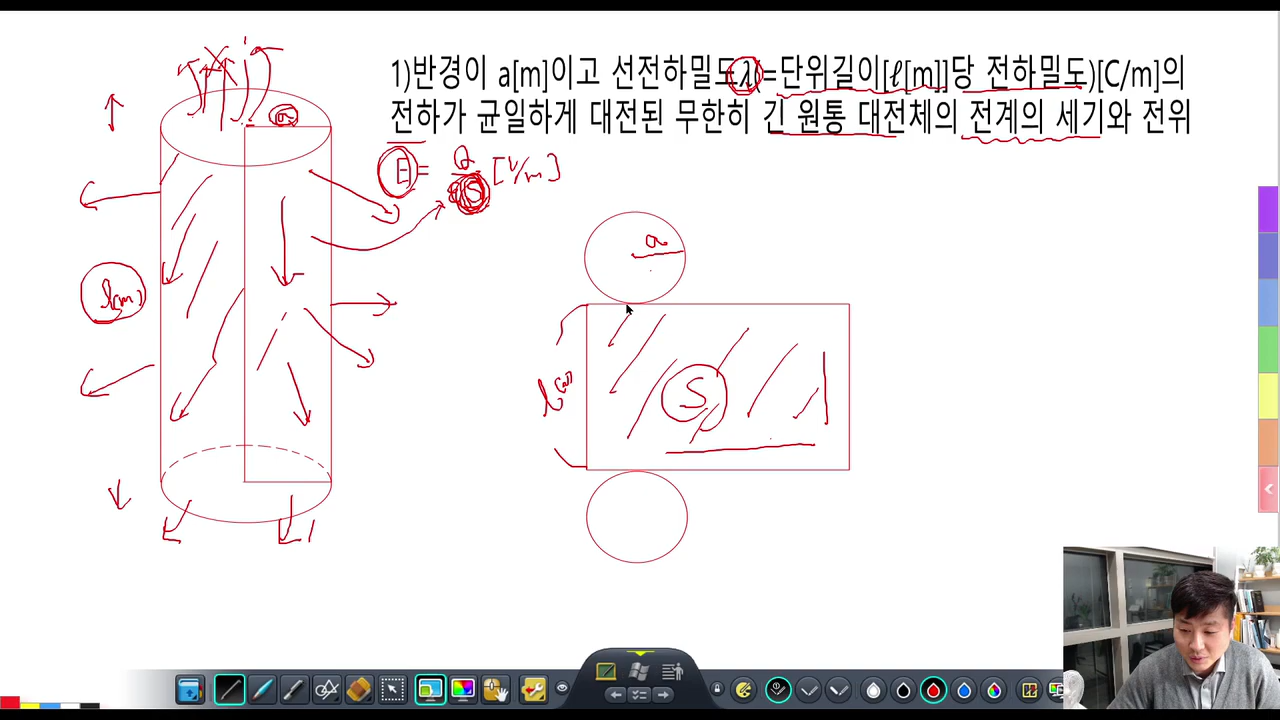 1)반경이 a[m]이고 선전하밀도λ(=단위길이[ℓ[m]]당 전하밀도)[C/m]의
전하가 균일하게 대전된 무한히 긴 원통 대전체의 전계의 세기와 전위
a
E = Q [V/m]
S
a
l[m]
l[m]
S